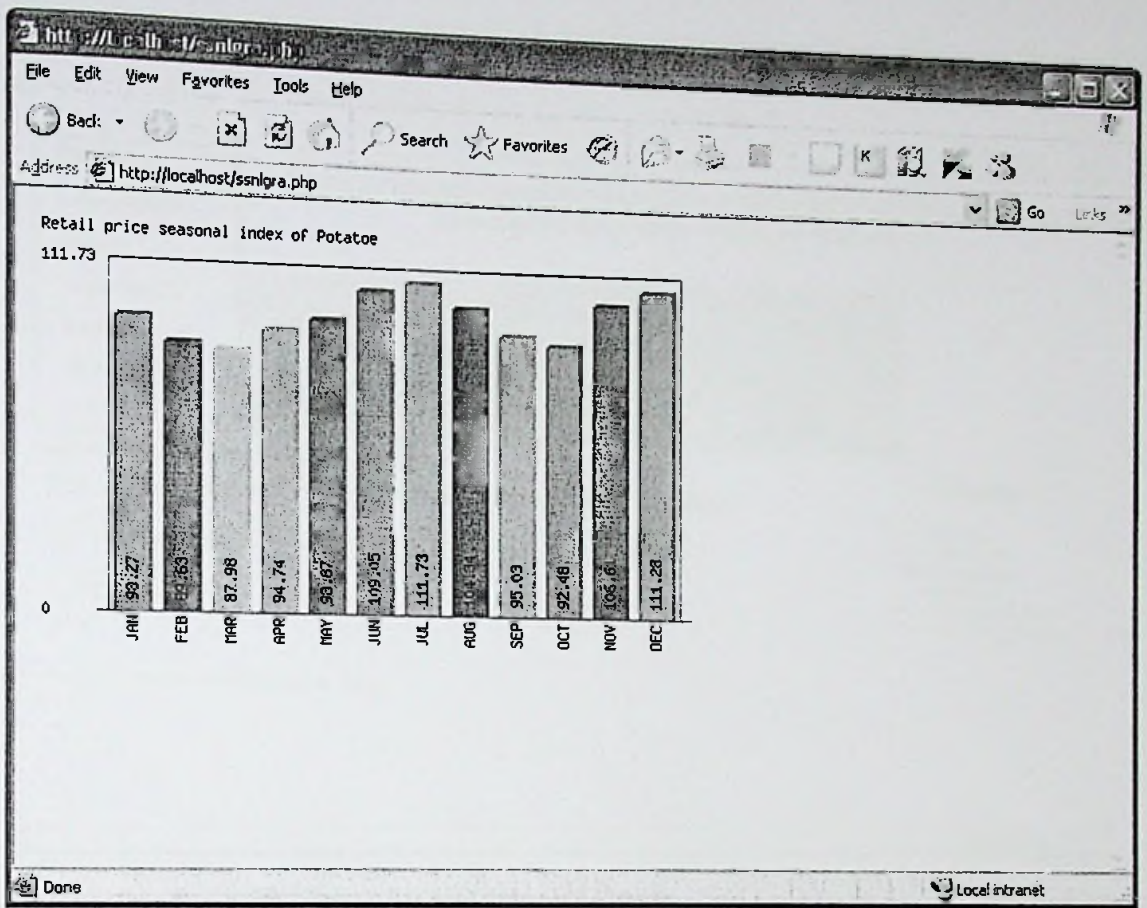 File Edit View Favorites Tools Help
Back Search Favorites
Address http://localhost/ssnlgra.php Go Links »
Retail price seasonal index of Potatoe
111.73
87.98 94.74 98.87 109.05 111.73 95.03 92.48 106.6 111.28
0
JAN FEB MAR APR MAY JUN JUL AUG SEP OCT NOV DEC
Done Local intranet